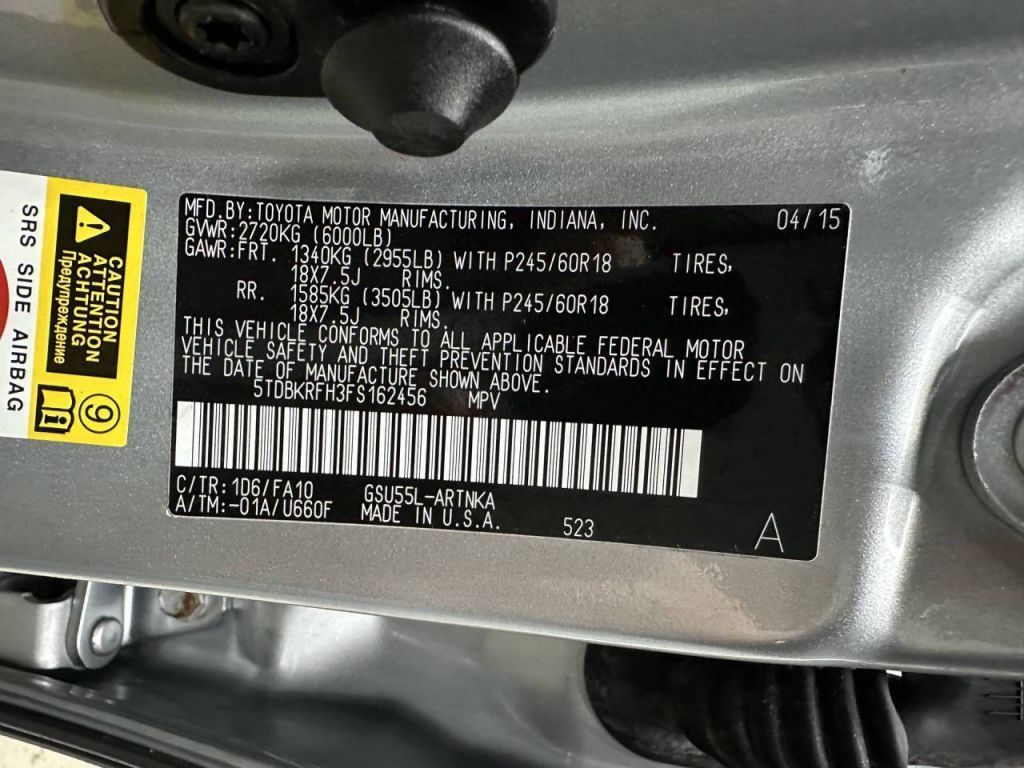 MFD.BY:TOYOTA MOTOR MANUFACTURING, INDIANA, INC. 04/15
GVWR:2720KG (6000LB)
GAWR:FRT. 1340KG (2955LB) WITH P245/60R18 TIRES,
18X7.5J RIMS.
RR. 1585KG (3505LB) WITH P245/60R18 TIRES,
18X7.5J RIMS.
THIS VEHICLE CONFORMS TO ALL APPLICABLE FEDERAL MOTOR
VEHICLE SAFETY AND THEFT PREVENTION STANDARDS IN EFFECT ON
THE DATE OF MANUFACTURE SHOWN ABOVE.
5TDBKRFH3FS162456 MPV
C/TR:1D6/FA10 GSU55L-ARTNKA
A/TM:-01A/U660F MADE IN U.S.A. 523
A
CAUTION
ATTENTION
ACHTUNG
Предупреждение
9
SRS SIDE AIRBAG